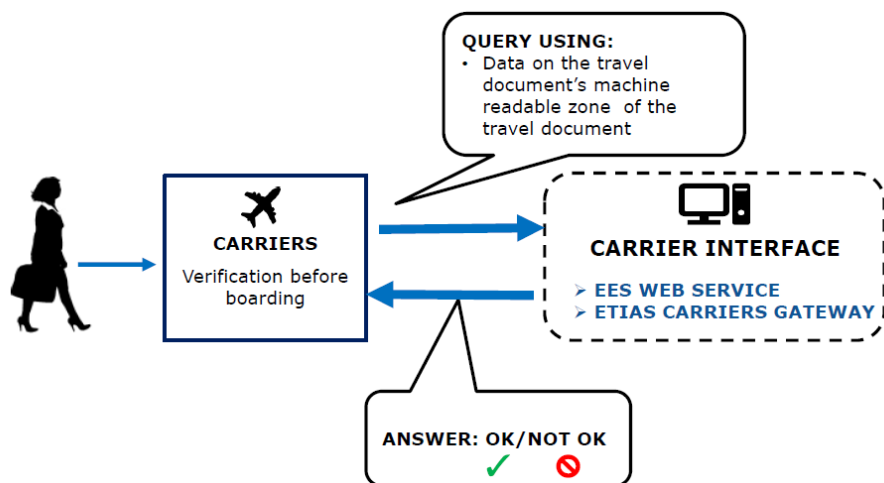 QUERY USING:
• Data on the travel
document's machine
readable zone of the
travel document
CARRIERS
Verification before
boarding
CARRIER INTERFACE
➢ EES WEB SERVICE
➢ ETIAS CARRIERS GATEWAY
ANSWER: OK/NOT OK